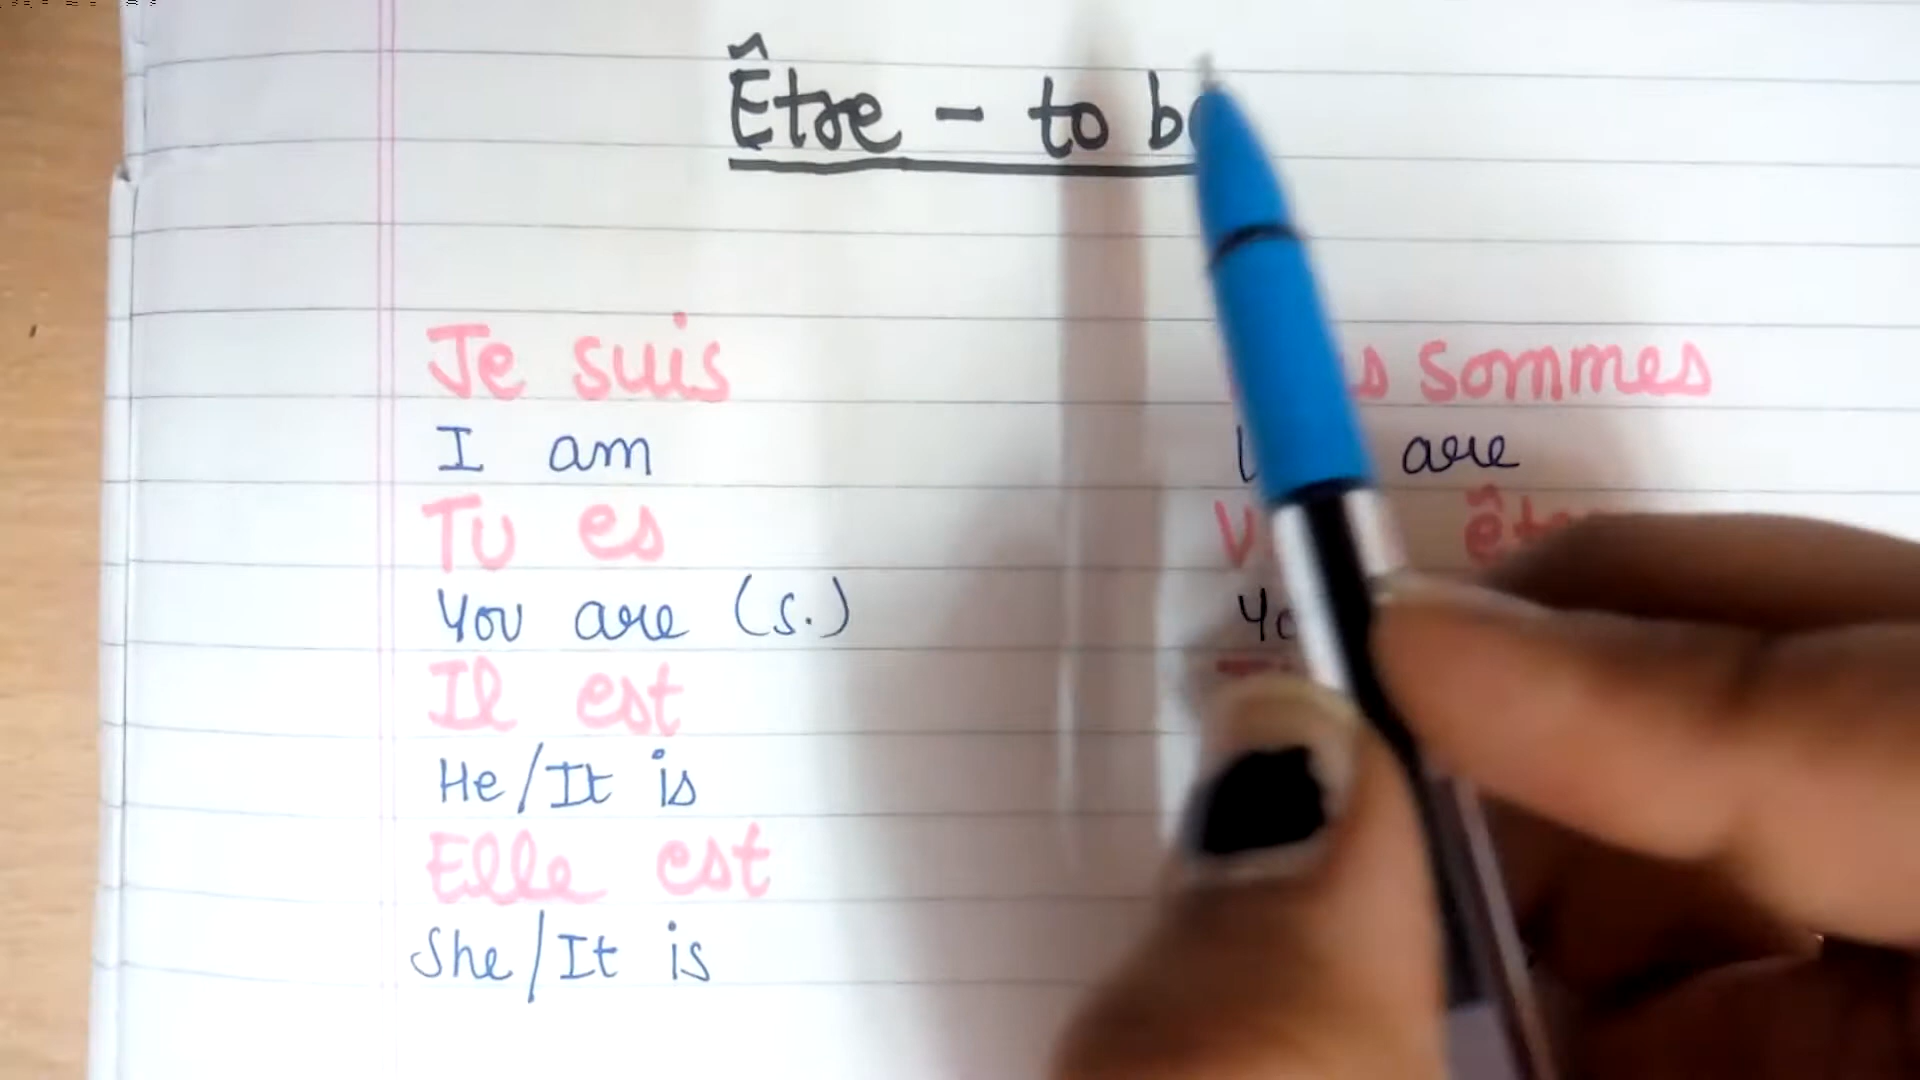 Être - to be
Je suis
I am
Tu es
You are (s.)
Il est
He/It is
Elle est
She/It is
sommes
are